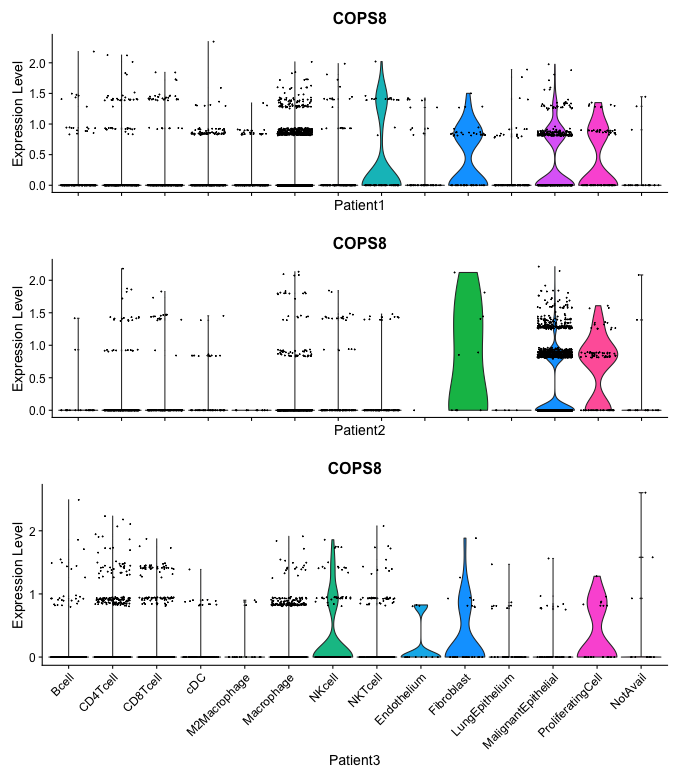 COPS8
Expression Level
2.0
1.5
1.0
0.5
0.0
Patient1
COPS8
Expression Level
2.0
1.5
1.0
0.5
0.0
Patient2
COPS8
Expression Level
2
1
0
Bcell
CD4Tcell
CD8Tcell
cDC
M2Macrophage
Macrophage
NKcell
NKTcell
Endothelium
Fibroblast
LungEpithelium
MalignantEpithelial
ProliferatingCell
NotAvail
Patient3